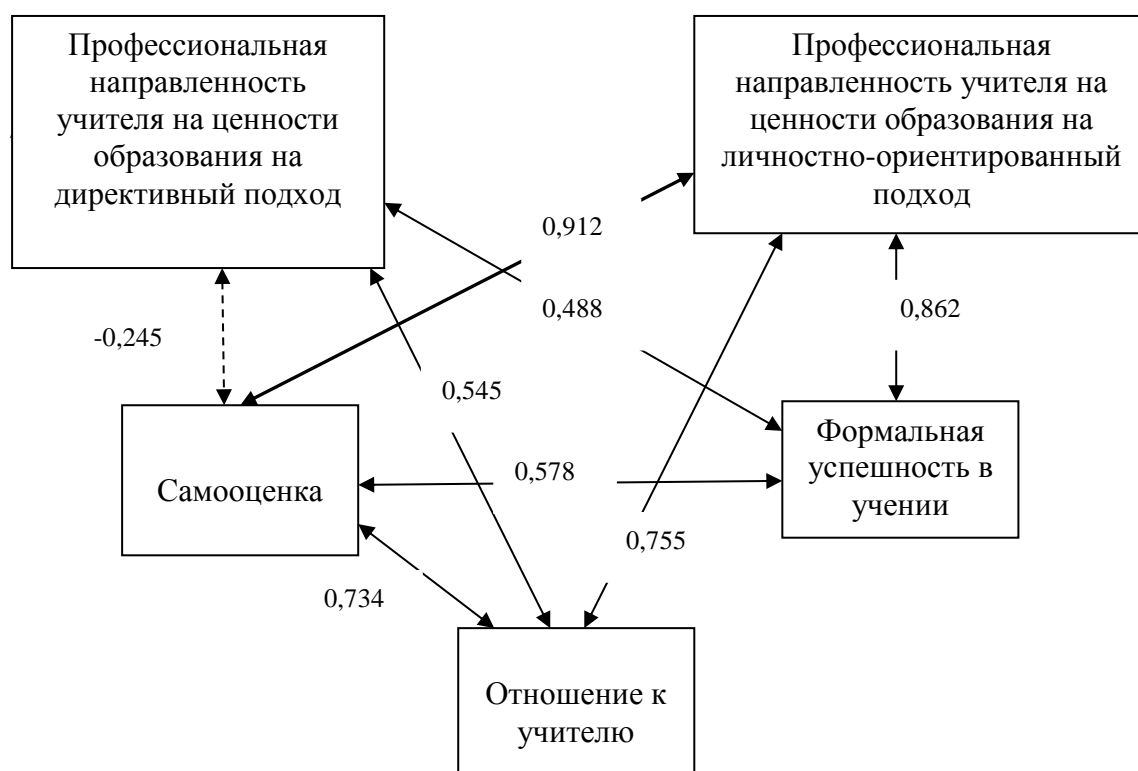 Профессиональная
направленность
учителя на ценности
образования на
директивный подход
Профессиональная
направленность учителя на
ценности образования на
личностно-ориентированный
подход
0,912
0,488
0,862
-0,245
0,545
Самооценка
0,578
Формальная
успешность в
учении
0,755
0,734
Отношение к
учителю